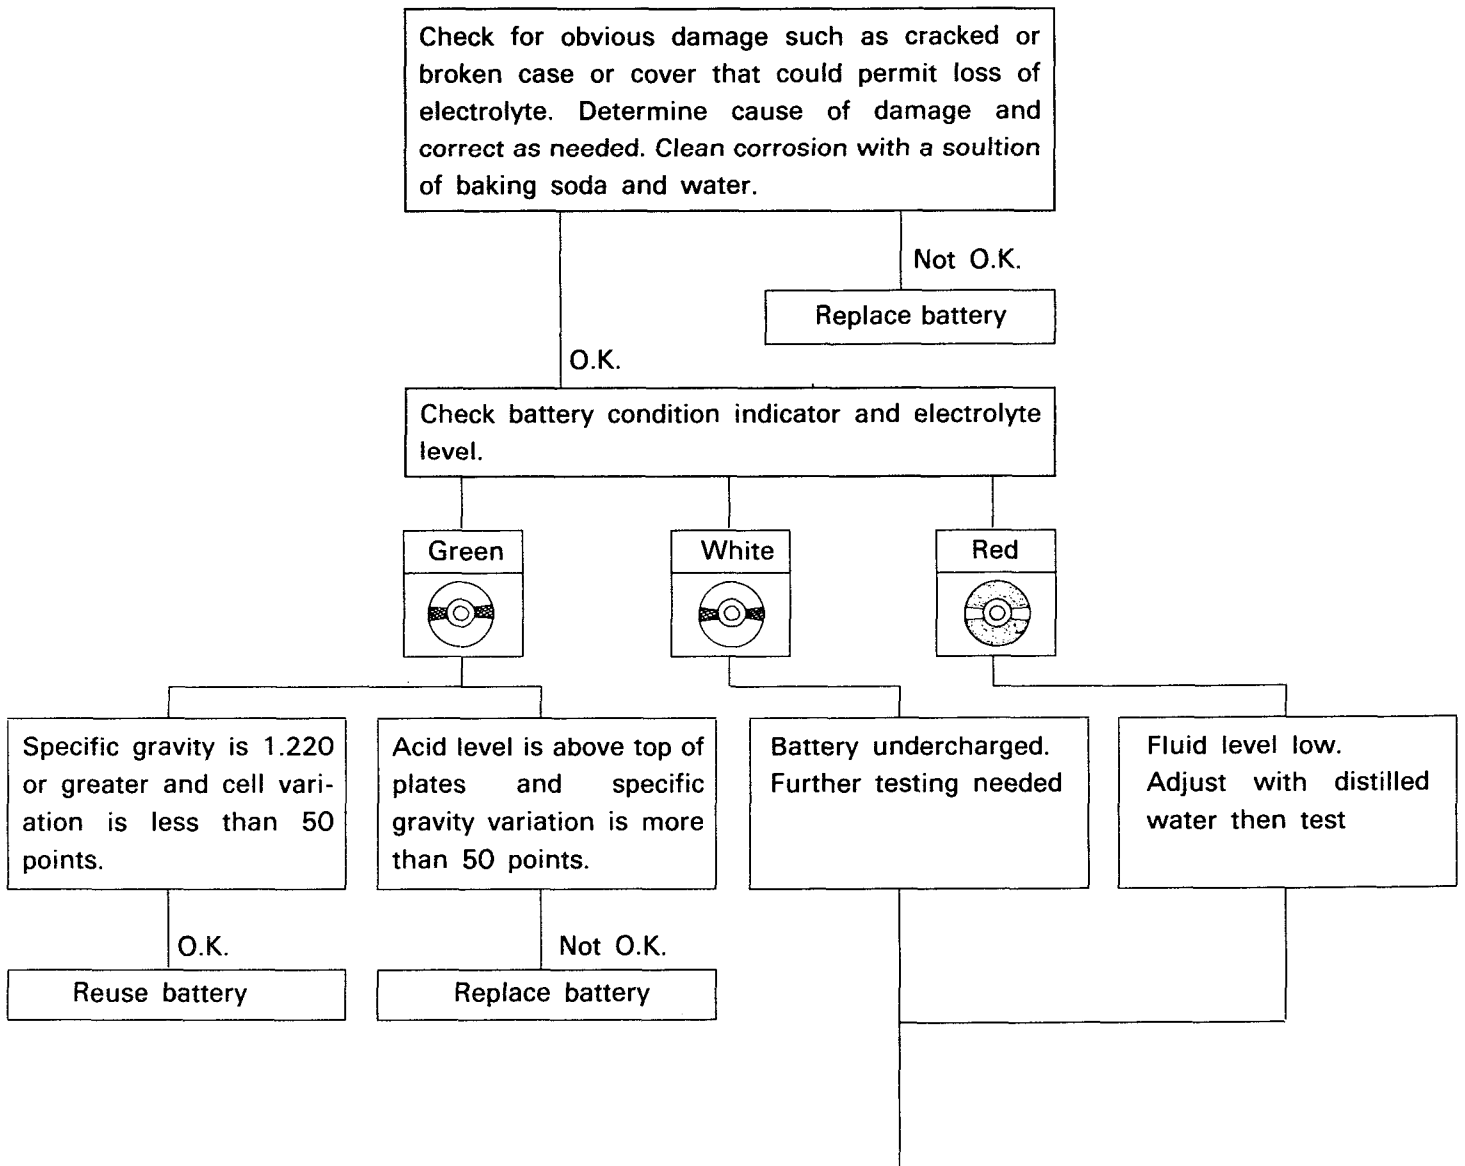 Check for obvious damage such as cracked or
broken case or cover that could permit loss of
electrolyte. Determine cause of damage and
correct as needed. Clean corrosion with a soultion
of baking soda and water.
Not O.K.
Replace battery
O.K.
Check battery condition indicator and electrolyte
level.
Green
White
Red
Specific gravity is 1.220
or greater and cell vari-
ation is less than 50
points.
Acid level is above top of
plates and specific
gravity variation is more
than 50 points.
Battery undercharged.
Further testing needed
Fluid level low.
Adjust with distilled
water then test
O.K.
Not O.K.
Reuse battery
Replace battery